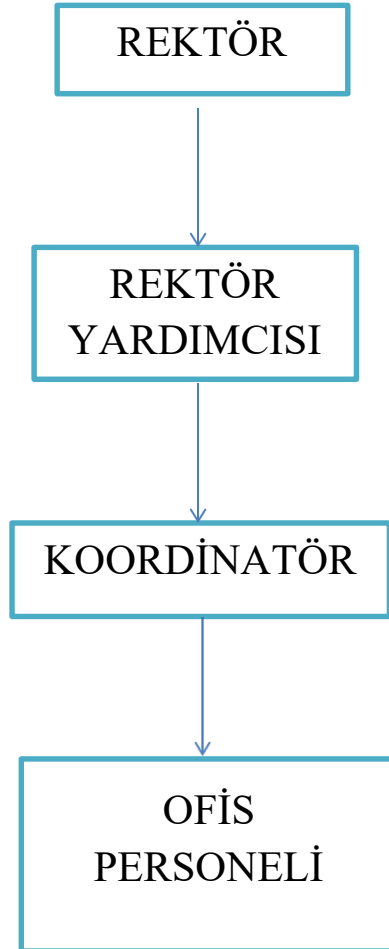 REKTÖR
REKTÖR
YARDIMCISI
KOORDİNATÖR
OFİS
PERSONELİ